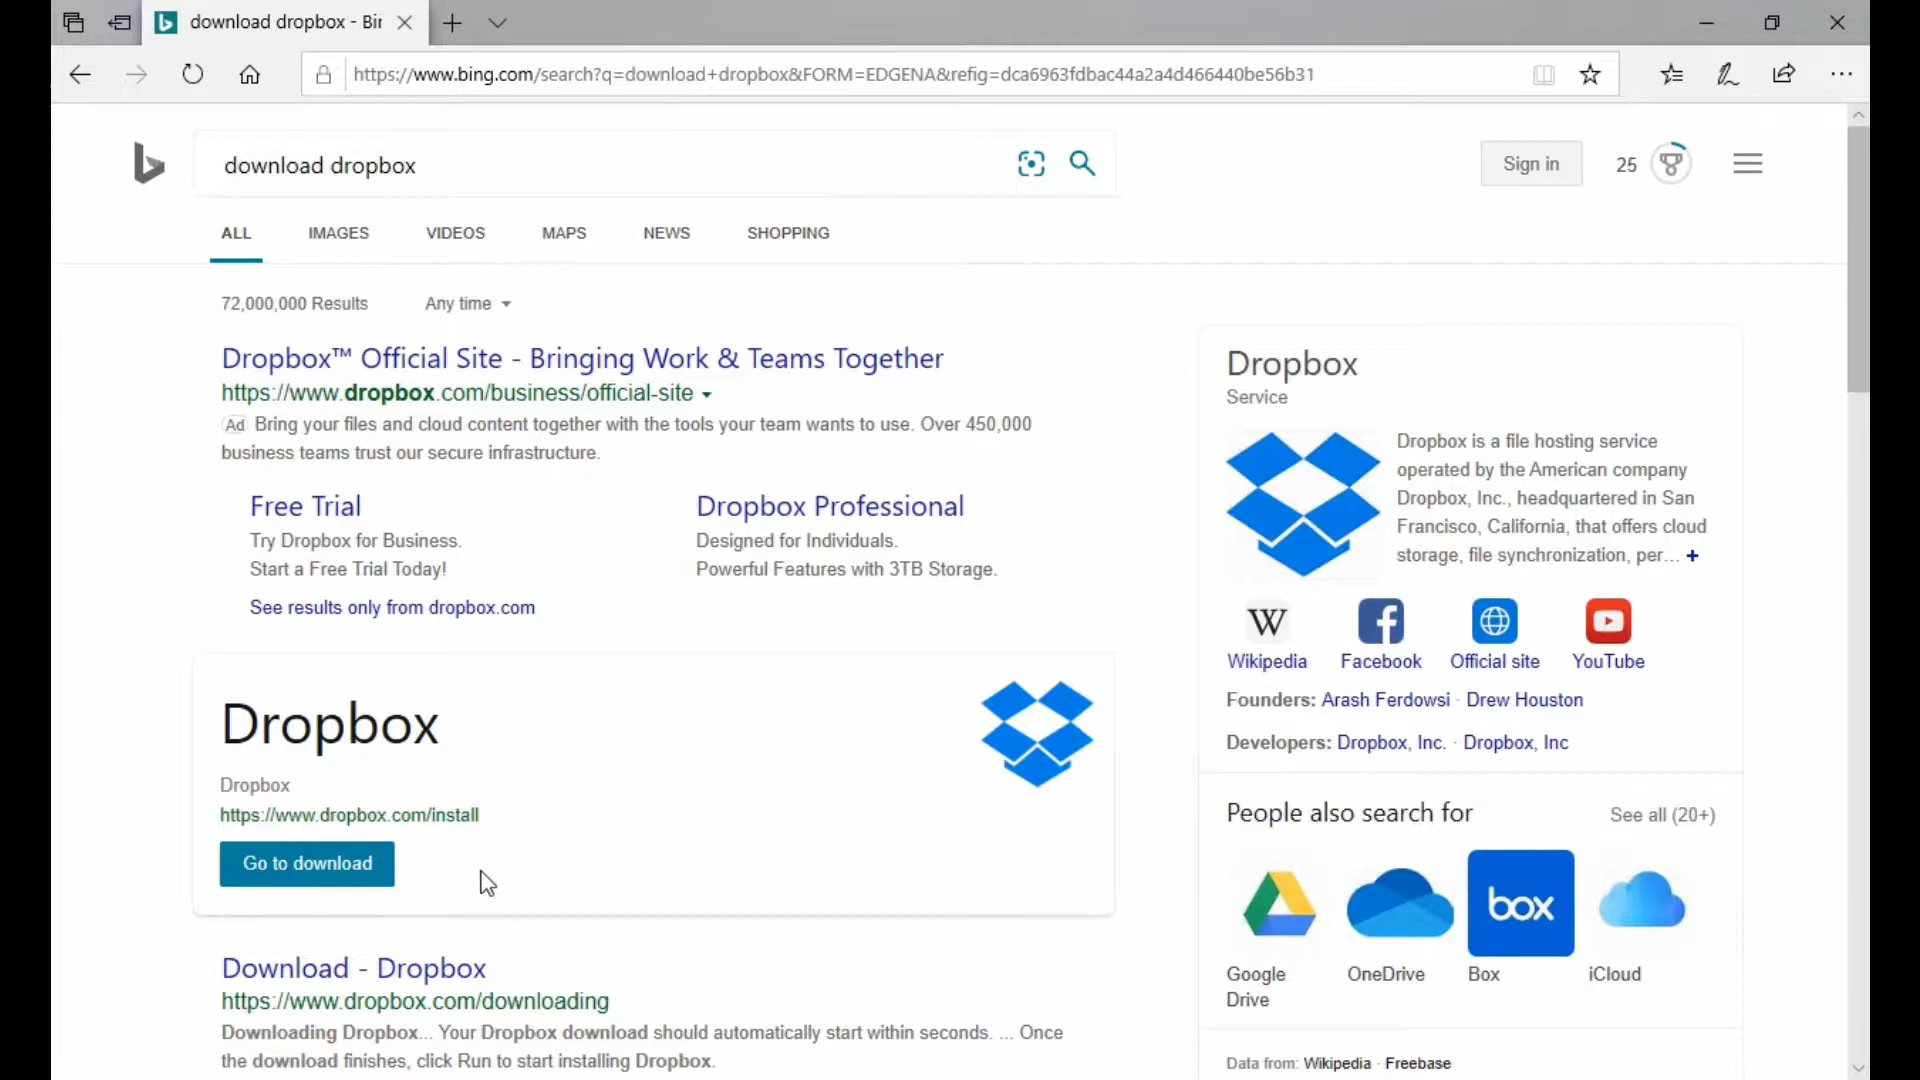 download dropbox - Bir
https://www.bing.com/search?q=download+dropbox&FORM=EDGENA&refig=dca6963fdbac44a2a4d466440be56b31
download dropbox
Sign in
25
ALL IMAGES VIDEOS MAPS NEWS SHOPPING
72,000,000 Results Any time
Dropbox™ Official Site - Bringing Work & Teams Together
https://www.dropbox.com/business/official-site
Ad Bring your files and cloud content together with the tools your team wants to use. Over 450,000
business teams trust our secure infrastructure.
Free Trial
Try Dropbox for Business.
Start a Free Trial Today!
Dropbox Professional
Designed for Individuals.
Powerful Features with 3TB Storage.
See results only from dropbox.com
Dropbox
Dropbox
https://www.dropbox.com/install
Go to download
Download - Dropbox
https://www.dropbox.com/downloading
Downloading Dropbox... Your Dropbox download should automatically start within seconds. ... Once
the download finishes, click Run to start installing Dropbox.
Dropbox
Service
Dropbox is a file hosting service
operated by the American company
Dropbox, Inc., headquartered in San
Francisco, California, that offers cloud
storage, file synchronization, per... +
W
Wikipedia Facebook Official site YouTube
Founders: Arash Ferdowsi · Drew Houston
Developers: Dropbox, Inc. · Dropbox, Inc
People also search for See all (20+)
box
Google
Drive
OneDrive
Box
iCloud
Data from: Wikipedia · Freebase